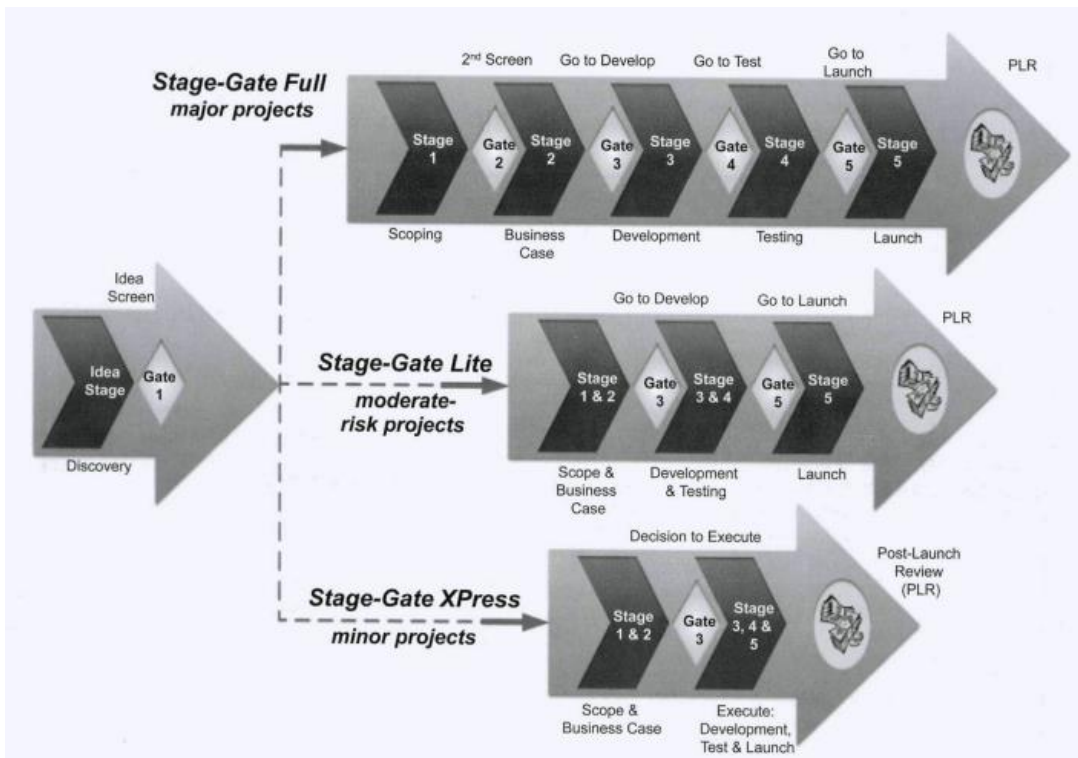 Stage-Gate Full
major projects
2nd Screen
Go to Develop
Go to Test
Go to
Launch
PLR
Stage
1
Gate
2
Stage
2
Gate
3
Stage
3
Gate
4
Stage
4
Gate
5
Stage
5
Scoping
Business
Case
Development
Testing
Launch
Idea
Screen
Idea
Stage
Gate
1
Discovery
Stage-Gate Lite
moderate-
risk projects
Go to Develop
Go to Launch
PLR
Stage
1 & 2
Gate
3
Stage
3 & 4
Gate
5
Stage
5
Scope &
Business
Case
Development
& Testing
Launch
Stage-Gate XPress
minor projects
Decision to Execute
Post-Launch
Review
(PLR)
Stage
1 & 2
Gate
3
Stage
3, 4 &
5
Scope &
Business Case
Execute:
Development,
Test & Launch